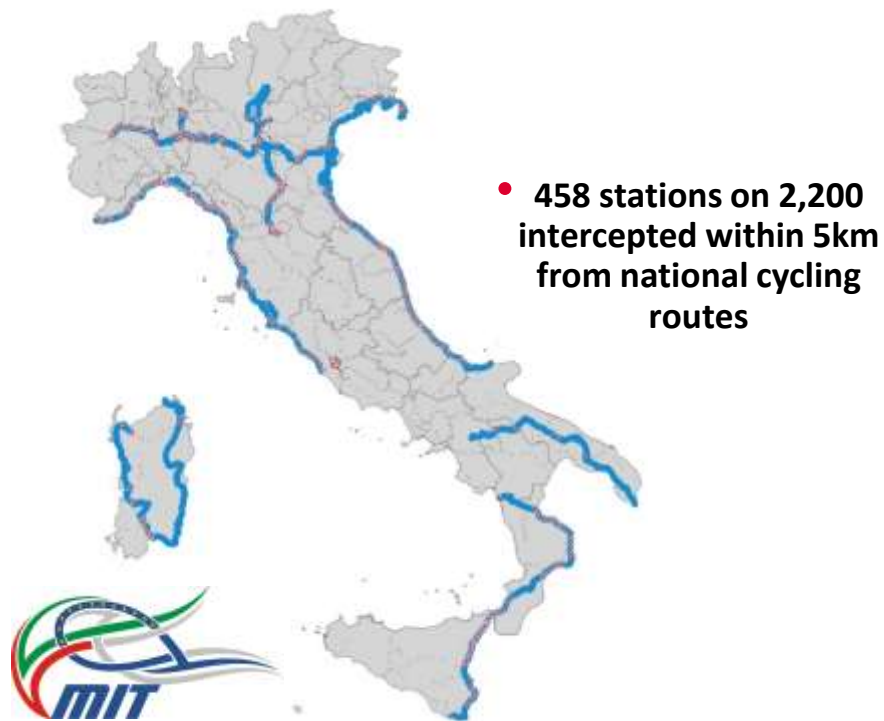 • 458 stations on 2,200
intercepted within 5km
from national cycling
routes
MIT